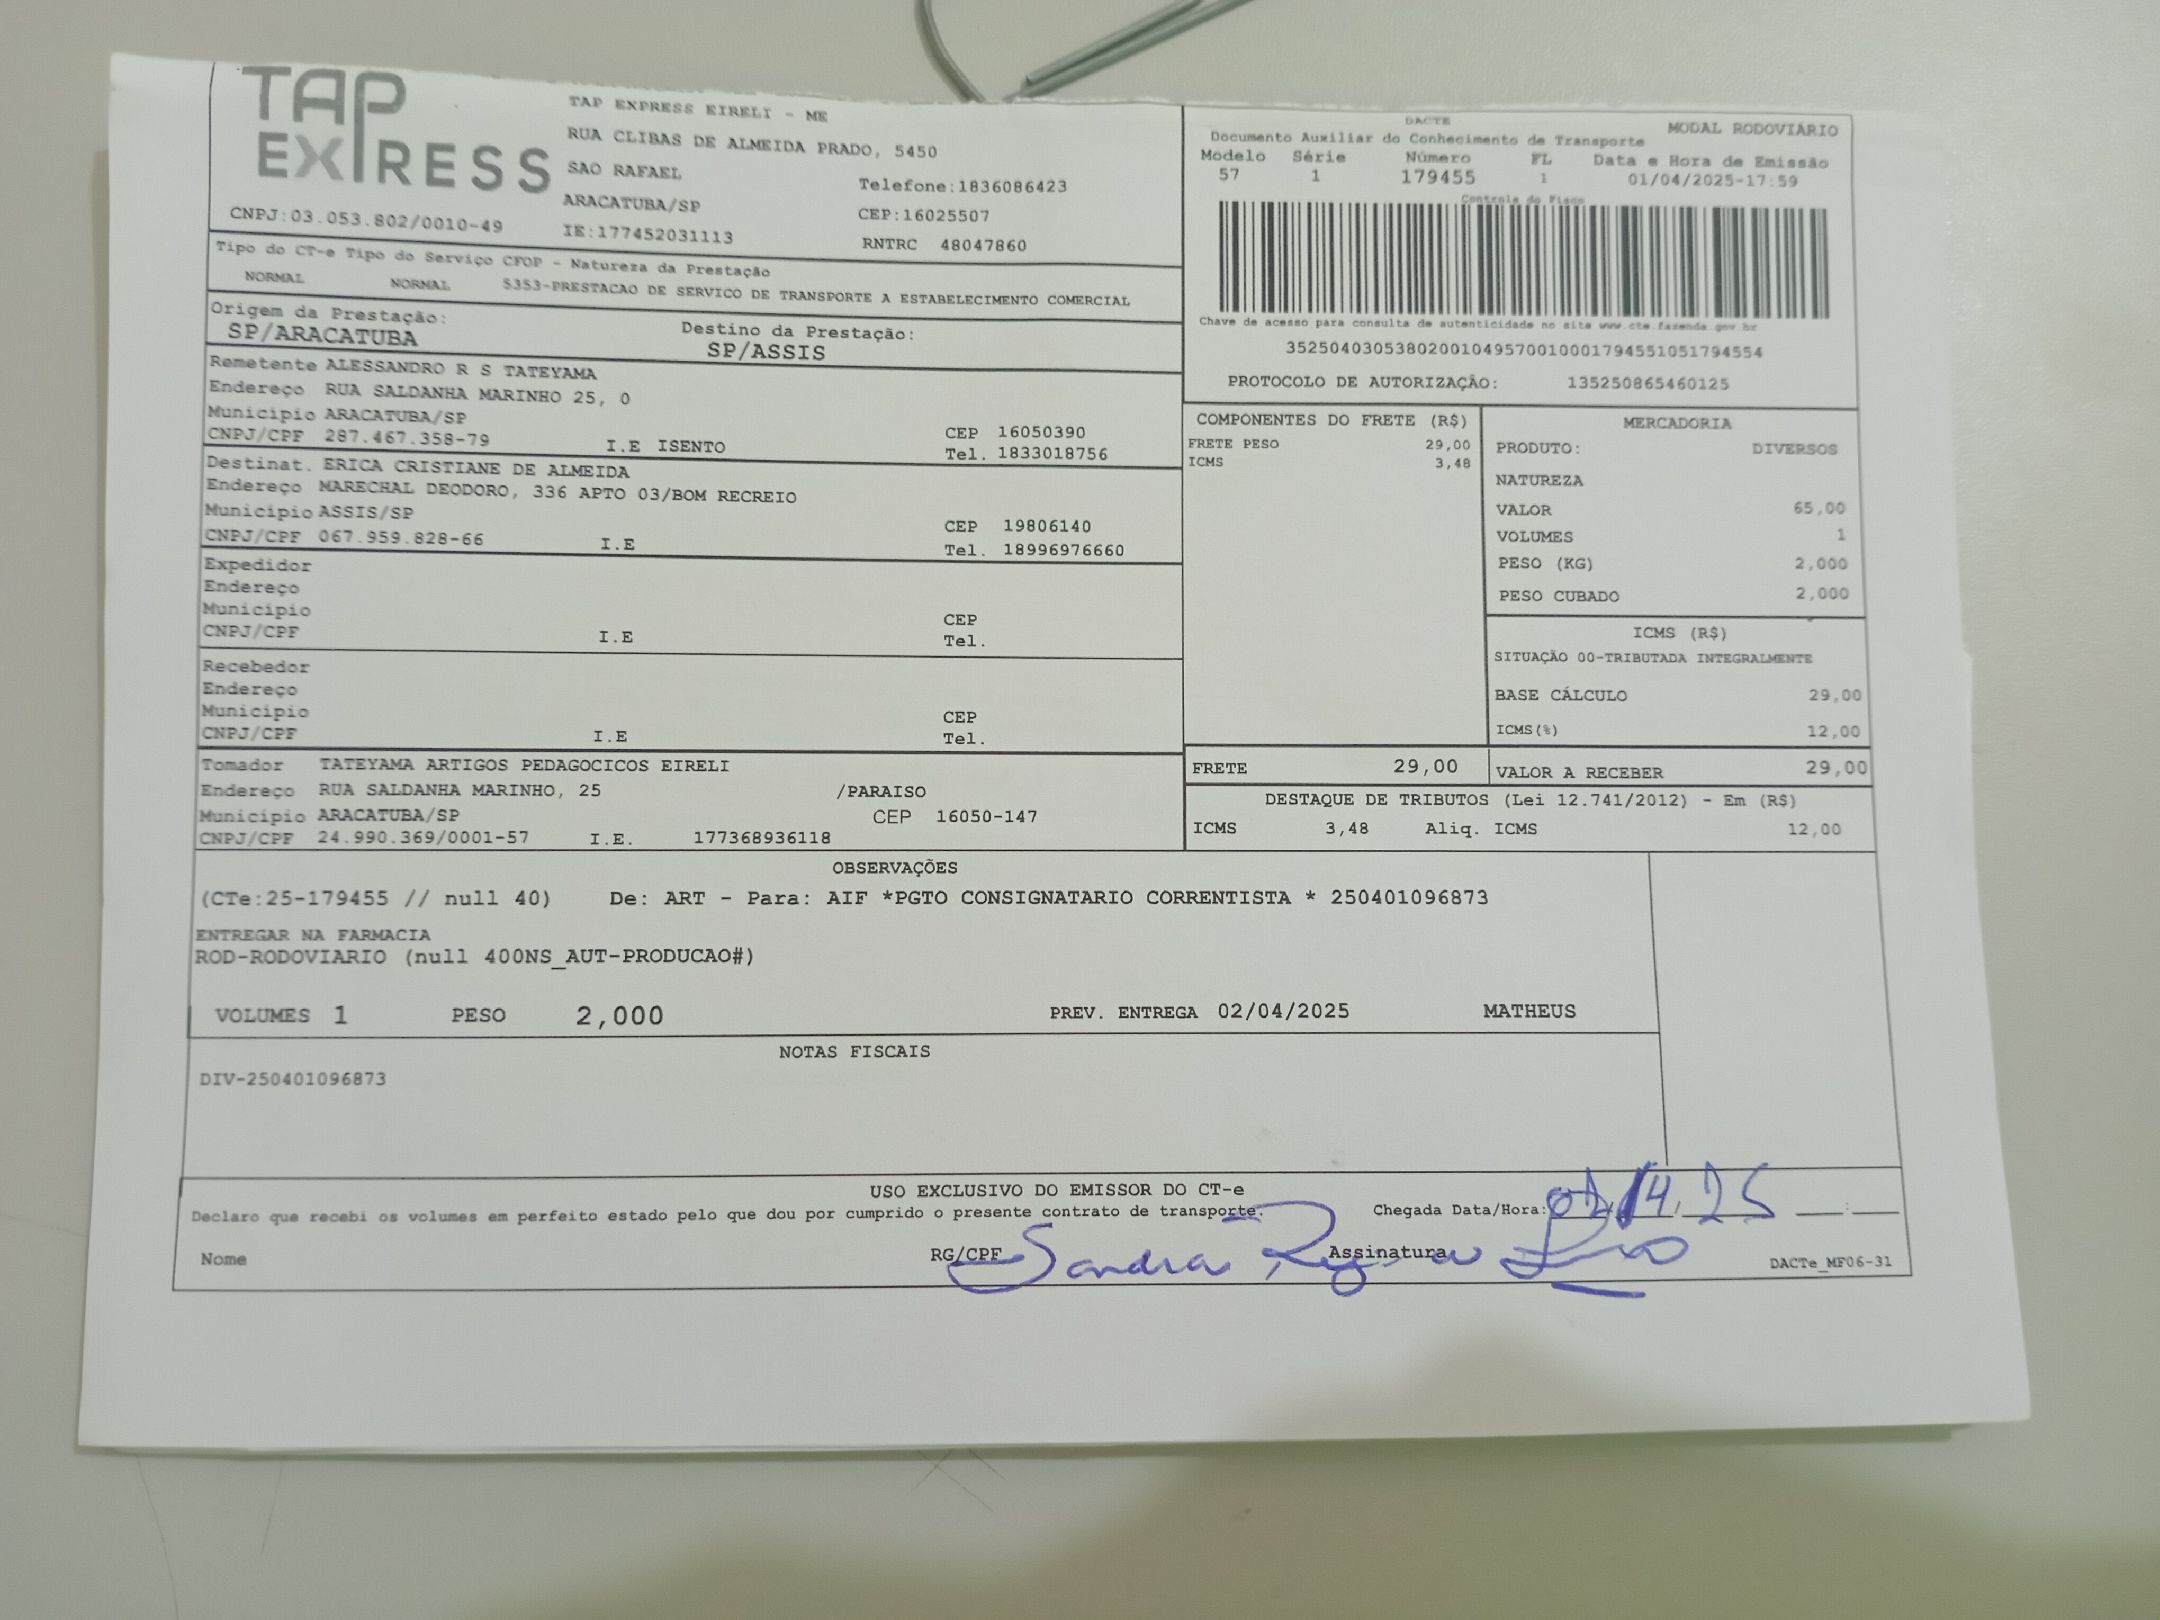 TAP EXPRESS
TAP EXPRESS EIRELI - ME
RUA CLIBAS DE ALMEIDA PRADO, 5450
SAO RAFAEL
Telefone:1836086423
ARACATUBA/SP
CEP:16025507
CNPJ:03.053.802/0010-49
IE:177452031113
RNTRC 48047860
DACTE
MODAL RODOVIÁRIO
Documento Auxiliar do Conhecimento de Transporte
Modelo Série Número FL Data e Hora de Emissão
57 1 179455 1 01/04/2025-17:59
Controle do Fisco
Chave de acesso para consulta de autenticidade no site www.cte.fazenda.gov.br
35250403053802001049570010001794551051794554
PROTOCOLO DE AUTORIZAÇÃO: 135250865460125
Tipo do CT-e Tipo do Serviço CFOP - Natureza da Prestação
NORMAL NORMAL 5353-PRESTACAO DE SERVICO DE TRANSPORTE A ESTABELECIMENTO COMERCIAL
Origem da Prestação: Destino da Prestação:
SP/ARACATUBA SP/ASSIS
Remetente ALESSANDRO R S TATEYAMA
Endereço RUA SALDANHA MARINHO 25, 0
Município ARACATUBA/SP CEP 16050390
CNPJ/CPF 287.467.358-79 I.E ISENTO Tel. 1833018756
Destinat. ERICA CRISTIANE DE ALMEIDA
Endereço MARECHAL DEODORO, 336 APTO 03/BOM RECREIO
Município ASSIS/SP CEP 19806140
CNPJ/CPF 067.959.828-66 I.E Tel. 18996976660
Expedidor
Endereço
Município CEP
CNPJ/CPF I.E Tel.
Recebedor
Endereço
Município CEP
CNPJ/CPF I.E Tel.
Tomador TATEYAMA ARTIGOS PEDAGOCICOS EIRELI
Endereço RUA SALDANHA MARINHO, 25 /PARAISO
Município ARACATUBA/SP CEP 16050-147
CNPJ/CPF 24.990.369/0001-57 I.E. 177368936118
COMPONENTES DO FRETE (R$)
FRETE PESO 29,00
ICMS 3,48
MERCADORIA
PRODUTO: DIVERSOS
NATUREZA
VALOR 65,00
VOLUMES 1
PESO (KG) 2,000
PESO CUBADO 2,000
ICMS (R$)
SITUAÇÃO 00-TRIBUTADA INTEGRALMENTE
BASE CÁLCULO 29,00
ICMS(%) 12,00
FRETE 29,00 VALOR A RECEBER 29,00
DESTAQUE DE TRIBUTOS (Lei 12.741/2012) - Em (R$)
ICMS 3,48 Aliq. ICMS 12,00
OBSERVAÇÕES
(CTe:25-179455 // null 40) De: ART - Para: AIF *PGTO CONSIGNATARIO CORRENTISTA * 250401096873
ENTREGAR NA FARMACIA
ROD-RODOVIARIO (null 400NS_AUT-PRODUCAO#)
VOLUMES 1 PESO 2,000 PREV. ENTREGA 02/04/2025 MATHEUS
NOTAS FISCAIS
DIV-250401096873
USO EXCLUSIVO DO EMISSOR DO CT-e
Declaro que recebi os volumes em perfeito estado pelo que dou por cumprido o presente contrato de transporte. Chegada Data/Hora: 02/4/25 :
Nome RG/CPF Assinatura DACTe_MF06-31
Sandra